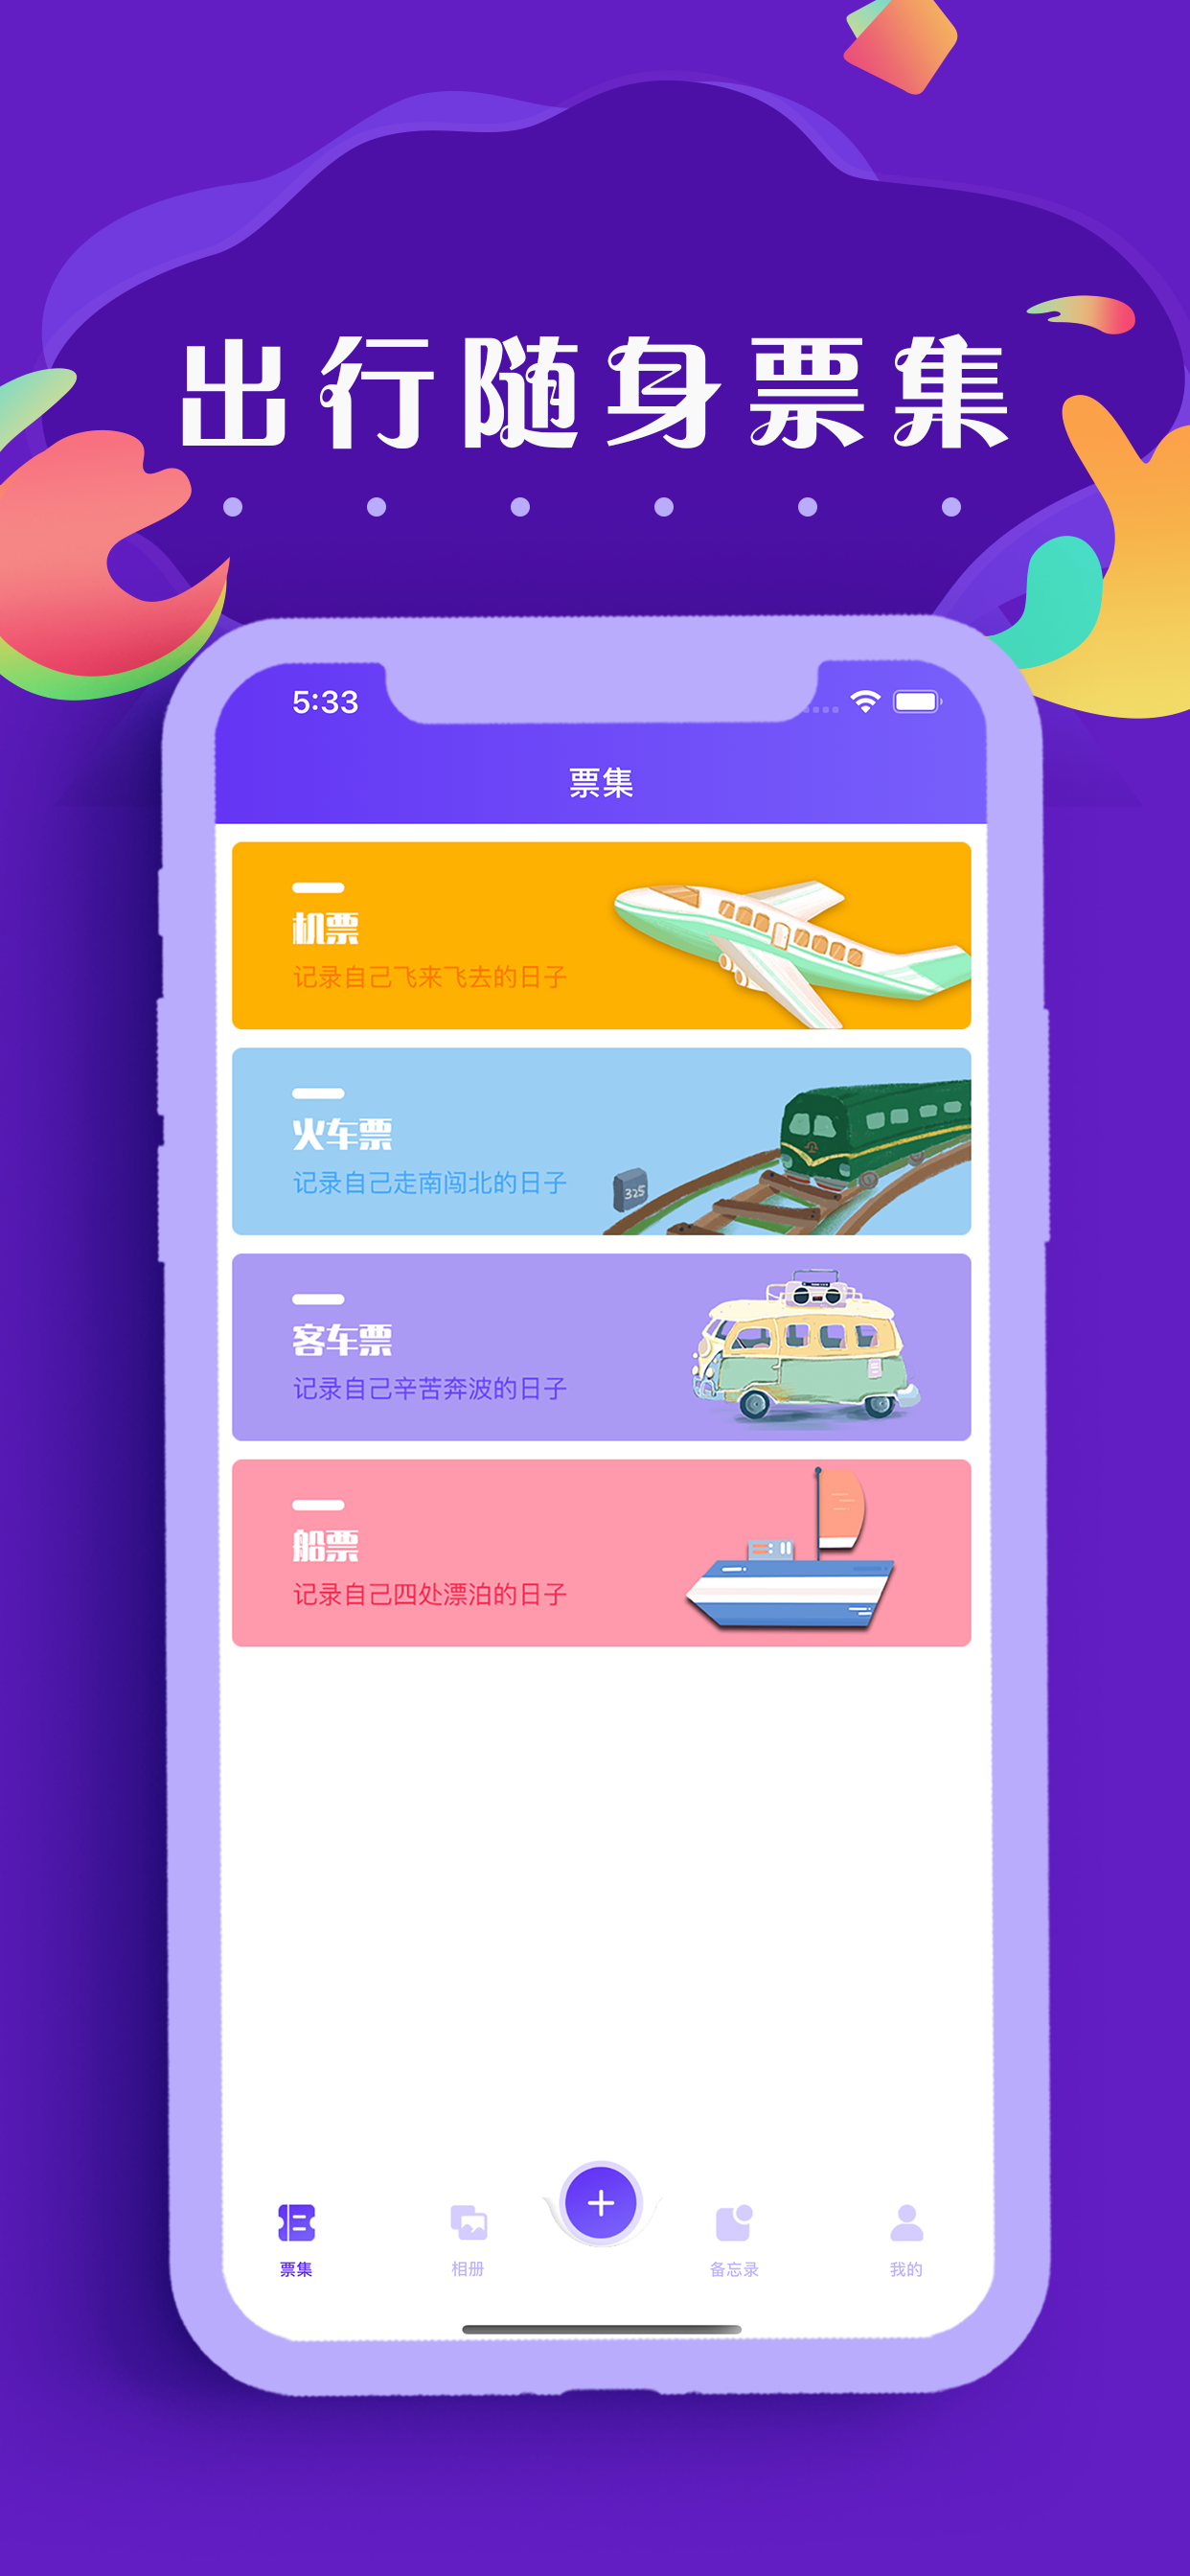 出行随身票集
5:33
票集
机票
记录自己飞来飞去的日子
火车票
记录自己走南闯北的日子
325
客车票
记录自己辛苦奔波的日子
船票
记录自己四处漂泊的日子
票集
相册
备忘录
我的